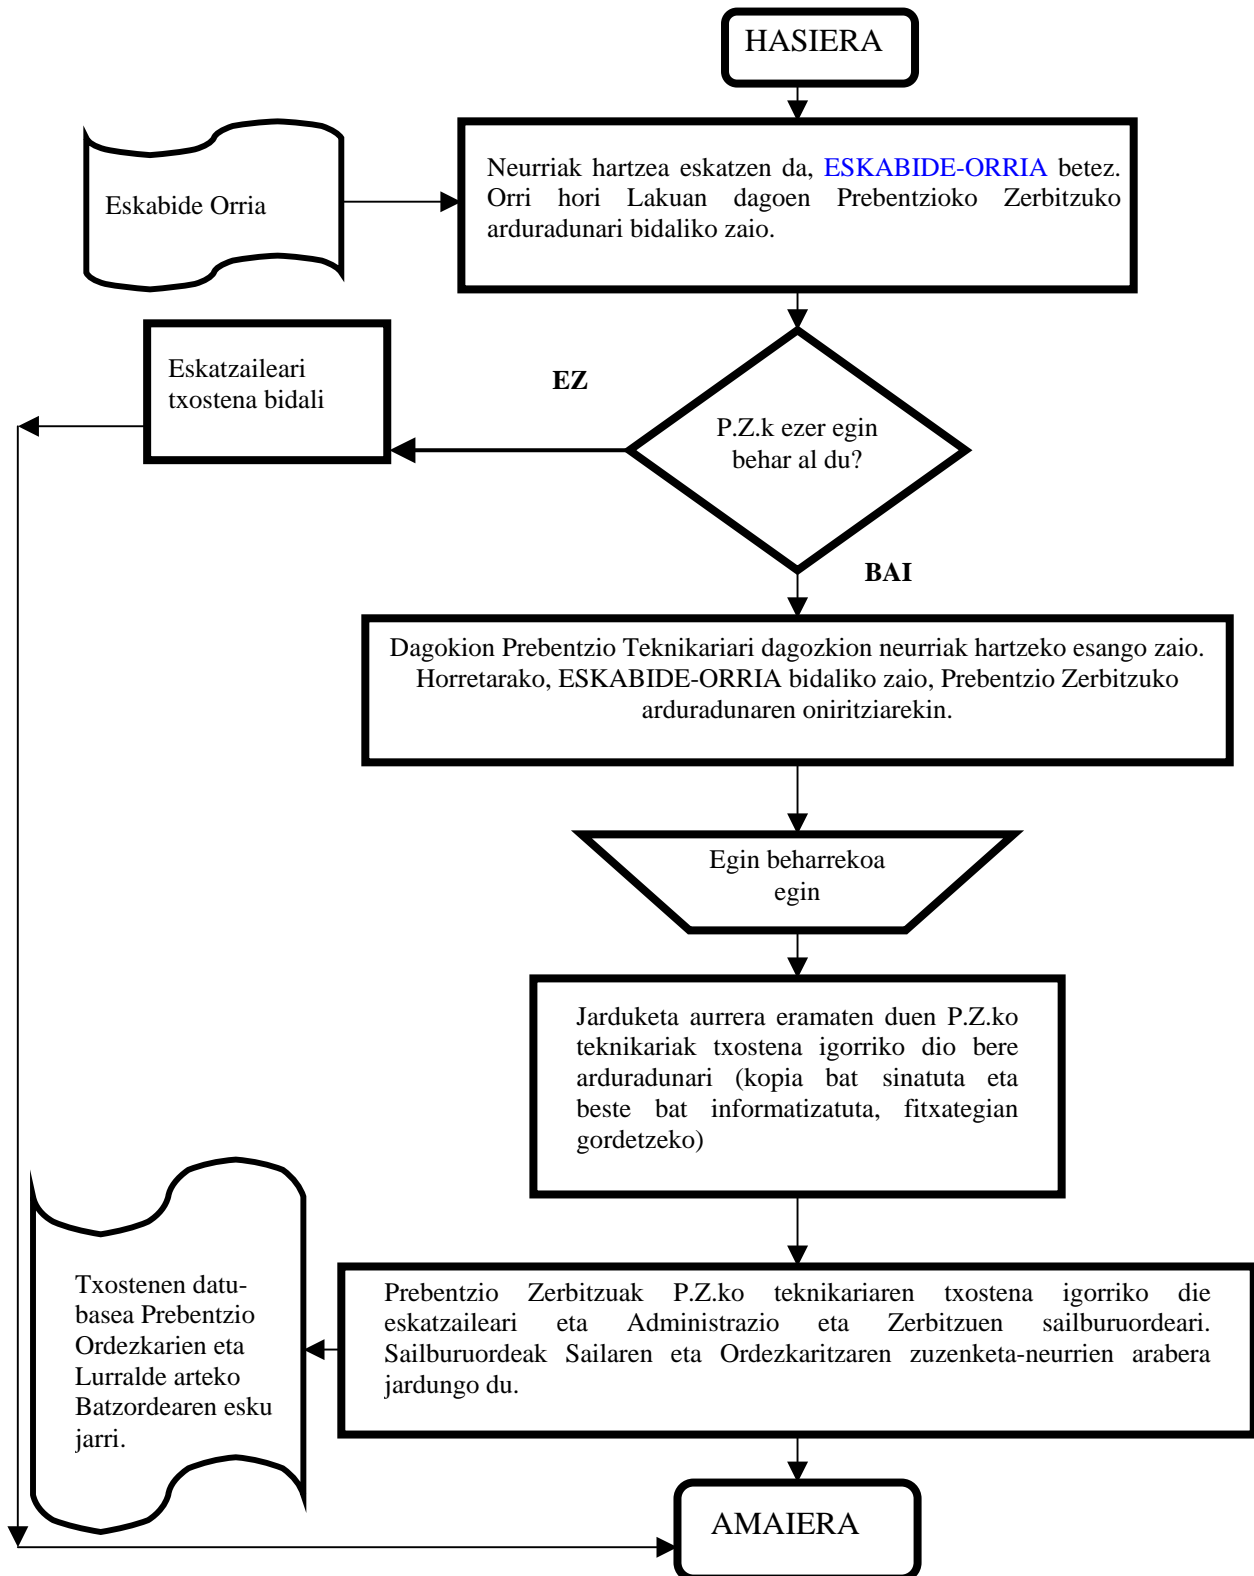 HASIERA
Neurriak hartzea eskatzen da, ESKABIDE-ORRIA betez.
Orri hori Lakuan dagoen Prebentzioko Zerbitzuko
arduradunari bidaliko zaio.
Eskabide Orria
Eskatzaileari
txostena bidali
EZ
P.Z.k ezer egin
behar al du?
BAI
Dagokion Prebentzio Teknikariari dagozkion neurriak hartzeko esango zaio.
Horretarako, ESKABIDE-ORRIA bidaliko zaio, Prebentzio Zerbitzuko
arduradunaren oniritziarekin.
Egin beharrekoa
egin
Jarduketa aurrera eramaten duen P.Z.ko
teknikariak txostena igorriko dio bere
arduradunari (kopia bat sinatuta eta
beste bat informatizatuta, fitxategian
gordetzeko)
Prebentzio Zerbitzuak P.Z.ko teknikariaren txostena igorriko die
eskatzaileari eta Administrazio eta Zerbitzuen sailburuordeari.
Sailburuordeak Sailaren eta Ordezkaritzaren zuzenketa-neurrien arabera
jardungo du.
Txostenen datu-
basea Prebentzio
Ordezkarien eta
Lurralde arteko
Batzordearen esku
jarri.
AMAIERA